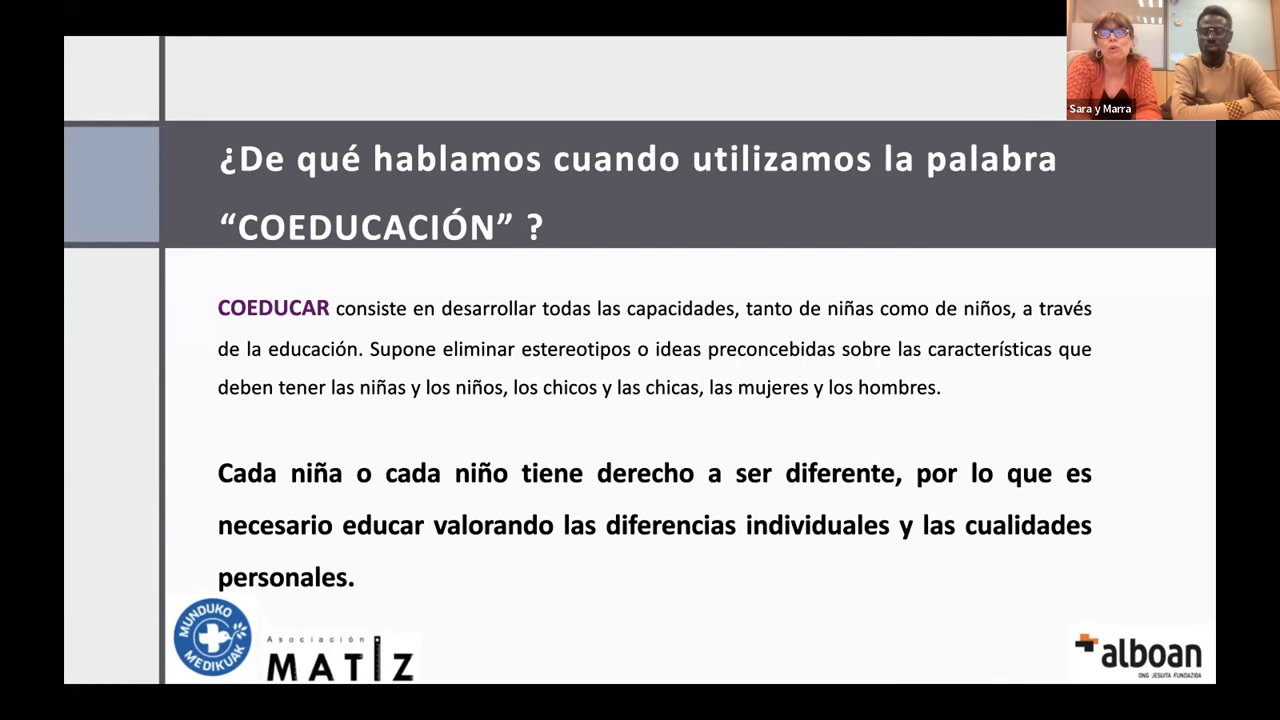 Sara y Marra
¿De qué hablamos cuando utilizamos la palabra
“COEDUCACIÓN” ?
COEDUCAR consiste en desarrollar todas las capacidades, tanto de niñas como de niños, a través
de la educación. Supone eliminar estereotipos o ideas preconcebidas sobre las características que
deben tener las niñas y los niños, los chicos y las chicas, las mujeres y los hombres.
Cada niña o cada niño tiene derecho a ser diferente, por lo que es
necesario educar valorando las diferencias individuales y las cualidades
personales.
MUNDUKO
MEDIKUAK
Asociación
MATIZ
alboan
ONG JESUITA FUNDAZIOA